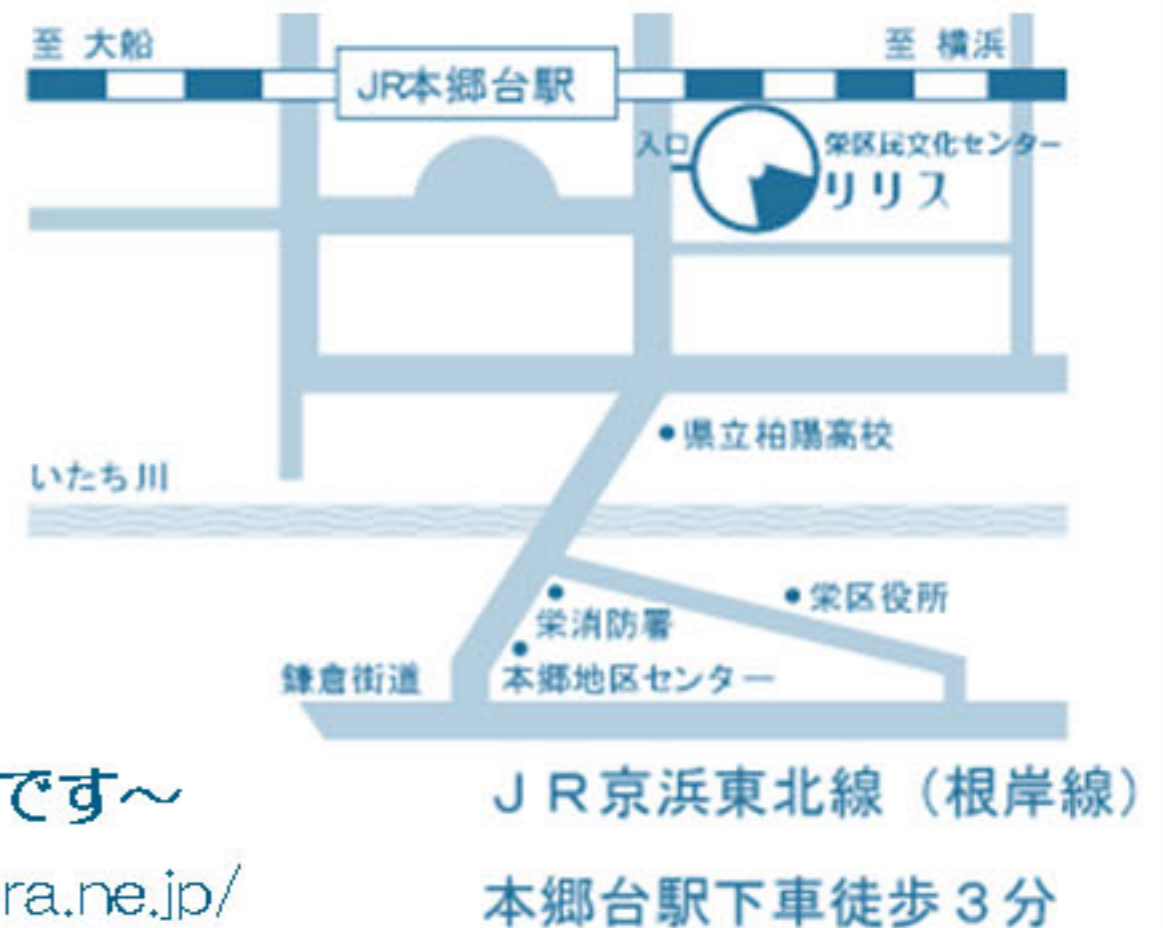 至 大船
至 横浜
JR本郷台駅
入口
栄区民文化センター
リリス
県立柏陽高校
いたち川
栄区役所
栄消防署
鎌倉街道
本郷地区センター
です～
JR京浜東北線（根岸線）
ra.ne.jp/
本郷台駅下車徒歩3分